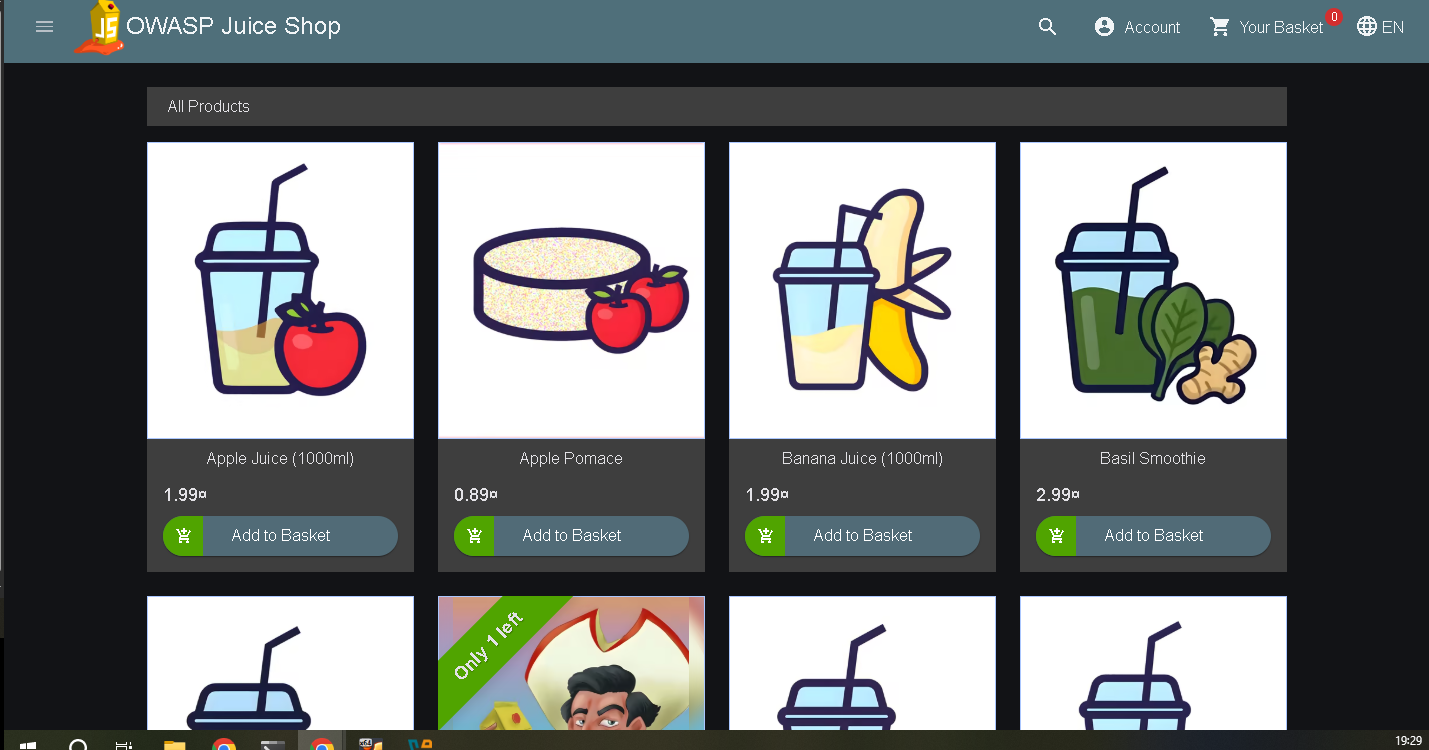 OWASP Juice Shop
Account
Your Basket
0
EN
All Products
Apple Juice (1000ml)
1.99¤
Add to Basket
Apple Pomace
0.89¤
Add to Basket
Banana Juice (1000ml)
1.99¤
Add to Basket
Basil Smoothie
2.99¤
Add to Basket
Only 1 left
19:29